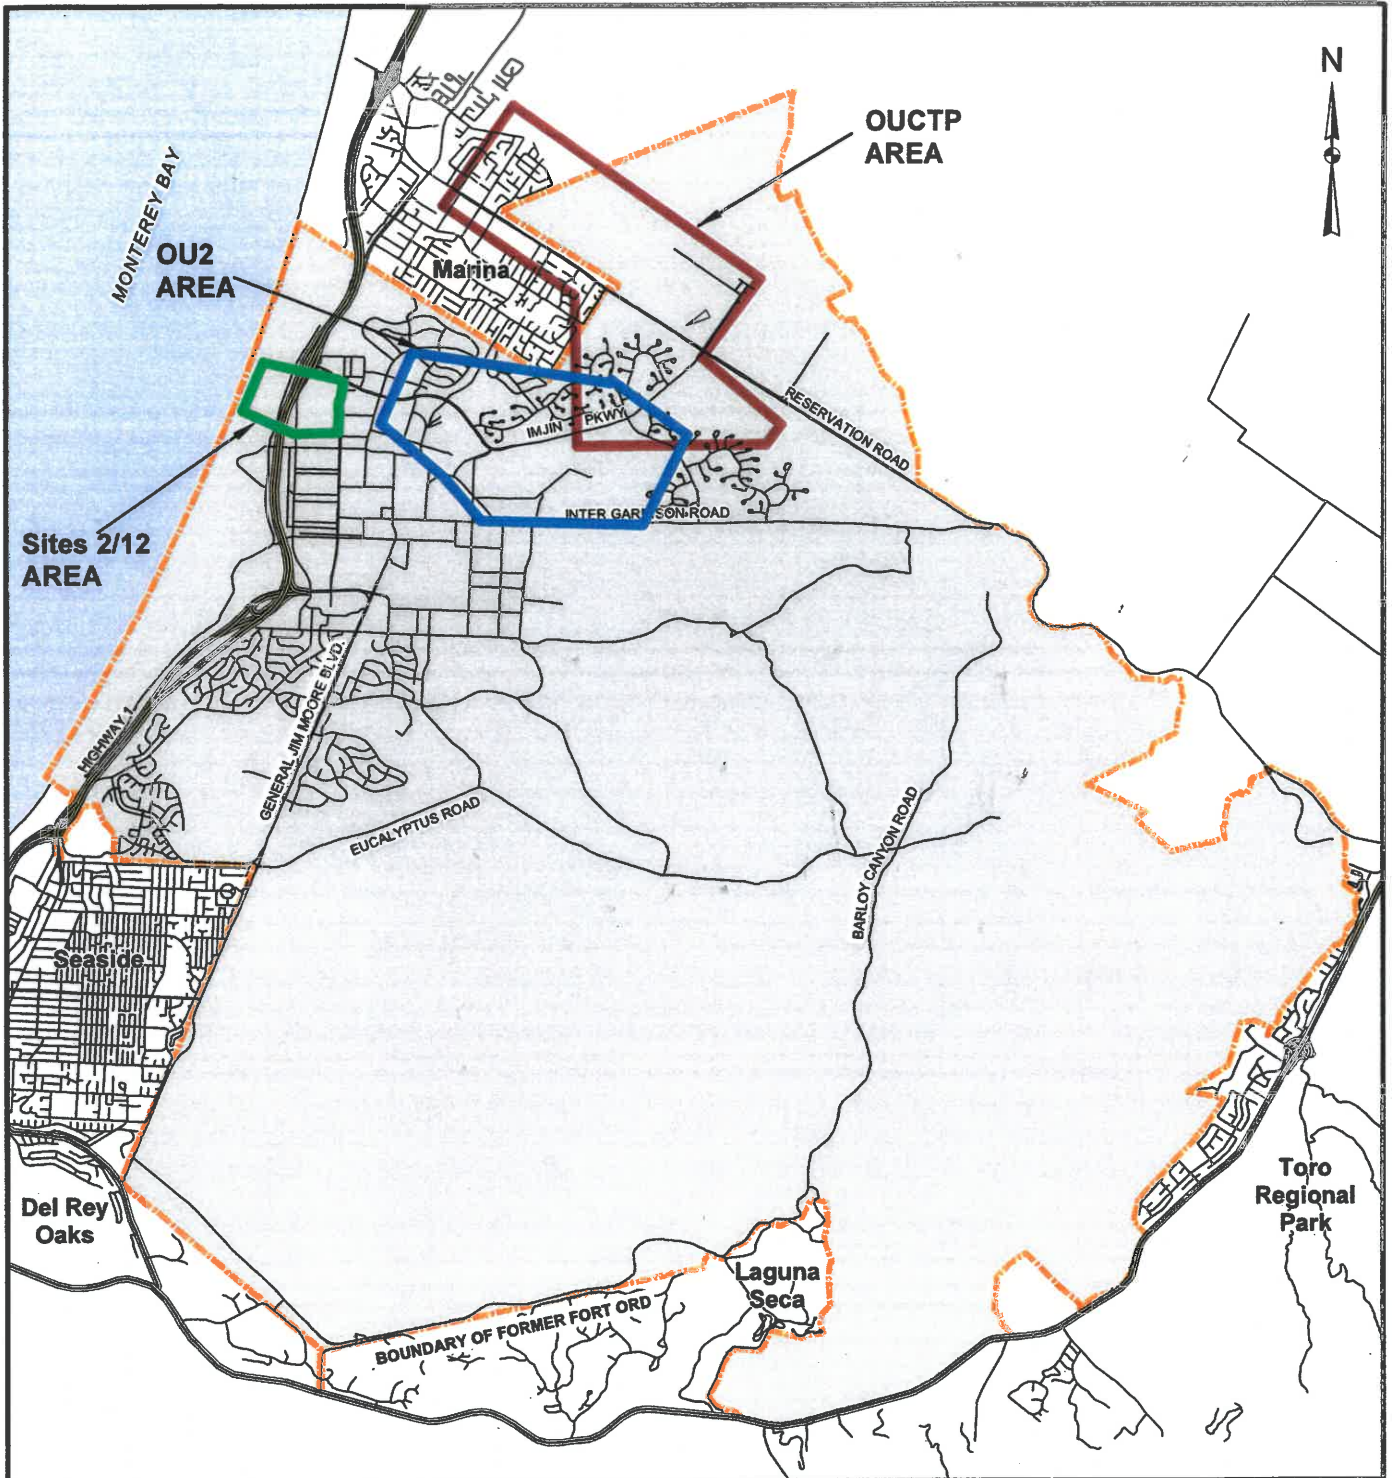 N
OUCTP
AREA
MONTEREY BAY
OU2
AREA
Marina
RESERVATION ROAD
IMJIN PKWY
INTER GARRISON ROAD
Sites 2/12
AREA
HIGHWAY 1
GENERAL JIM MOORE BLVD.
EUCALYPTUS ROAD
BARLOY CANYON ROAD
Seaside
Del Rey
Oaks
Toro
Regional
Park
Laguna
Seca
BOUNDARY OF FORMER FORT ORD